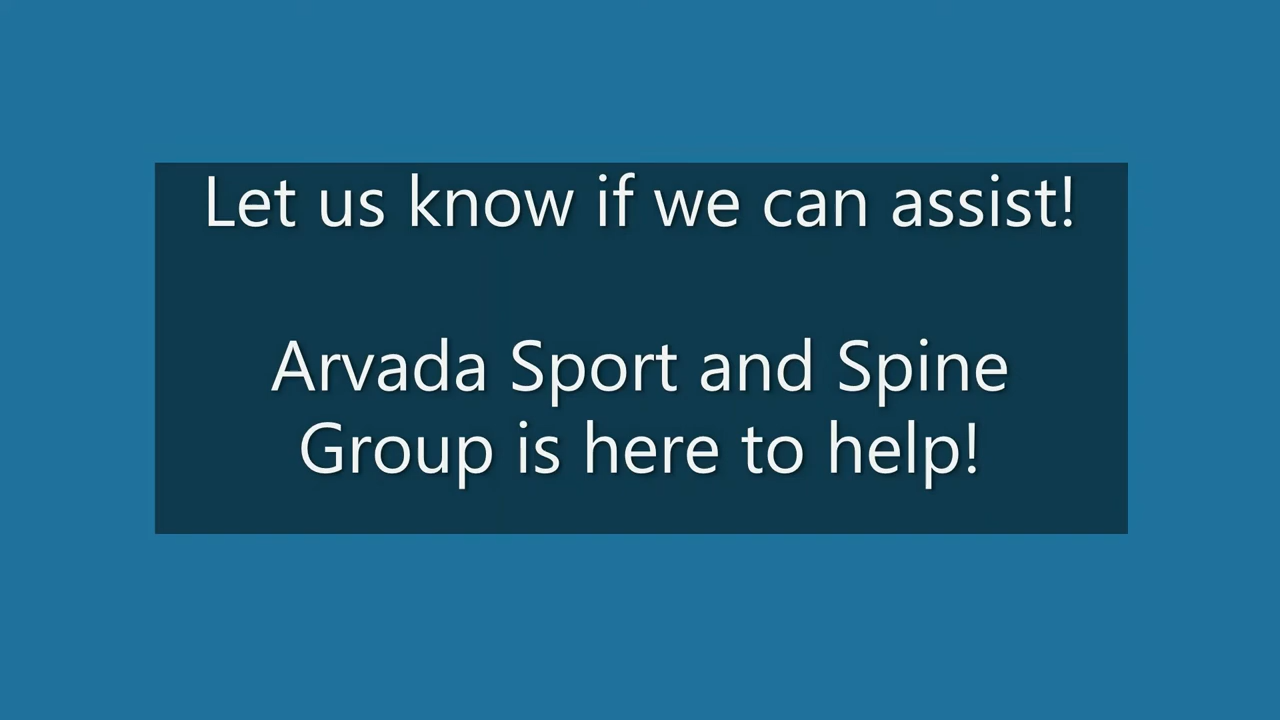 Let us know if we can assist!
Arvada Sport and Spine
Group is here to help!